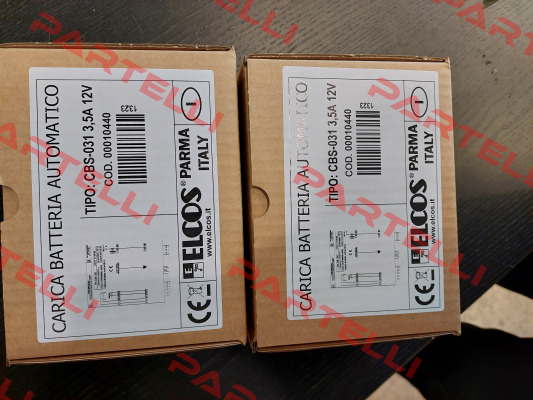 CARICA BATTERIA AUTOMATICO
TIPO: CBS-031 3,5A 12V
COD. 00010440
1323
ELCOS® PARMA
ITALY
www.elcos.it
CE
I
CARICA BATTERIA AUTOMATICO
TIPO: CBS-031 3,5A 12V
COD. 00010440
1323
ELCOS® PARMA
ITALY
www.elcos.it
CE
I
PARTELLI
PARTELLI
PARTELLI
PARTELLI
PARTELLI
PARTELLI